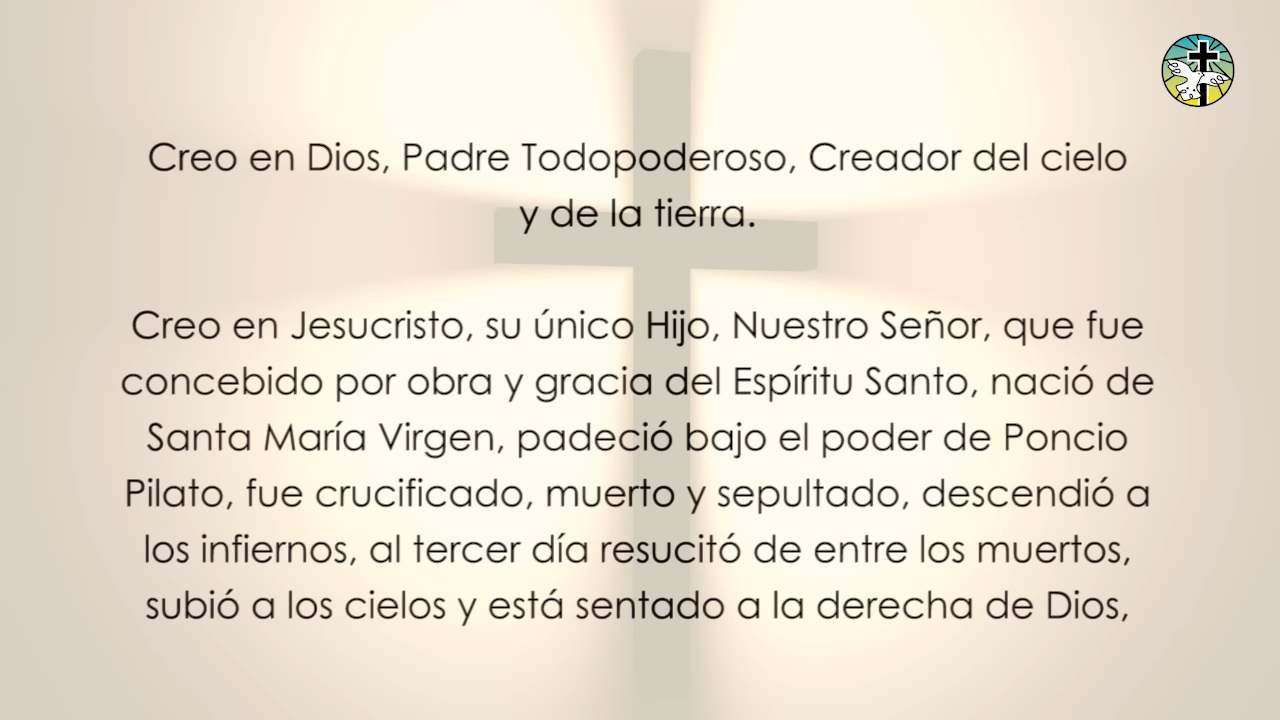 Creo en Dios, Padre Todopoderoso, Creador del cielo
y de la tierra.
Creo en Jesucristo, su único Hijo, Nuestro Señor, que fue
concebido por obra y gracia del Espíritu Santo, nació de
Santa María Virgen, padeció bajo el poder de Poncio
Pilato, fue crucificado, muerto y sepultado, descendió a
los infiernos, al tercer día resucitó de entre los muertos,
subió a los cielos y está sentado a la derecha de Dios,